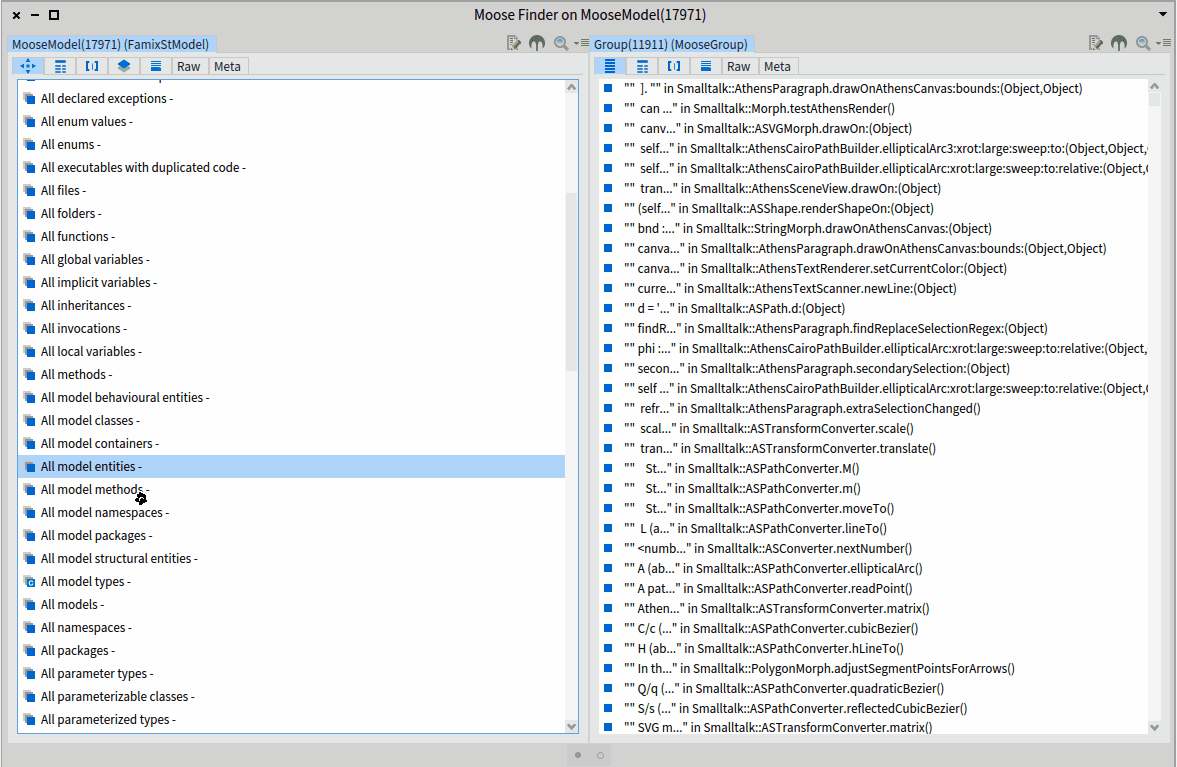 Moose Finder on MooseModel(17971)
MooseModel(17971) (FamixStModel)
Raw
Meta
All declared exceptions -
All enum values -
All enums -
All executables with duplicated code -
All files -
All folders -
All functions -
All global variables -
All implicit variables -
All inheritances -
All invocations -
All local variables -
All methods -
All model behavioural entities -
All model classes -
All model containers -
All model entities -
All model methods -
All model namespaces -
All model packages -
All model structural entities -
All model types -
All models -
All namespaces -
All packages -
All parameter types -
All parameterizable classes -
All parameterized types -
Group(11911) (MooseGroup)
Raw
Meta
"" ]. "" in Smalltalk::AthensParagraph.drawOnAthensCanvas:bounds:(Object,Object)
"" can ..." in Smalltalk::Morph.testAthensRender()
"" canv..." in Smalltalk::ASVGMorph.drawOn:(Object)
"" self..." in Smalltalk::AthensCairoPathBuilder.ellipticalArc3:xrot:large:sweep:to:(Object,Object,
"" self..." in Smalltalk::AthensCairoPathBuilder.ellipticalArc:xrot:large:sweep:to:relative:(Object,
"" tran..." in Smalltalk::AthensSceneView.drawOn:(Object)
"" (self..." in Smalltalk::ASShape.renderShapeOn:(Object)
"" bnd :..." in Smalltalk::StringMorph.drawOnAthensCanvas:(Object)
"" canva..." in Smalltalk::AthensParagraph.drawOnAthensCanvas:bounds:(Object,Object)
"" canva..." in Smalltalk::AthensTextRenderer.setCurrentColor:(Object)
"" curre..." in Smalltalk::AthensTextScanner.newLine:(Object)
"" d = '..." in Smalltalk::ASPath.d:(Object)
"" findR..." in Smalltalk::AthensParagraph.findReplaceSelectionRegex:(Object)
"" phi :..." in Smalltalk::AthensCairoPathBuilder.ellipticalArc:xrot:large:sweep:to:relative:(Object,
"" secon..." in Smalltalk::AthensParagraph.secondarySelection:(Object)
"" self ..." in Smalltalk::AthensCairoPathBuilder.ellipticalArc:xrot:large:sweep:to:relative:(Object,
"" refr..." in Smalltalk::AthensParagraph.extraSelectionChanged()
"" scal..." in Smalltalk::ASTransformConverter.scale()
"" tran..." in Smalltalk::ASTransformConverter.translate()
"" St..." in Smalltalk::ASPathConverter.M()
"" St..." in Smalltalk::ASPathConverter.m()
"" St..." in Smalltalk::ASPathConverter.moveTo()
"" L (a..." in Smalltalk::ASPathConverter.lineTo()
"" <numb..." in Smalltalk::ASConverter.nextNumber()
"" A (ab..." in Smalltalk::ASPathConverter.ellipticalArc()
"" A pat..." in Smalltalk::ASPathConverter.readPoint()
"" Athen..." in Smalltalk::ASTransformConverter.matrix()
"" C/c (..." in Smalltalk::ASPathConverter.cubicBezier()
"" H (ab..." in Smalltalk::ASPathConverter.hLineTo()
"" In th..." in Smalltalk::PolygonMorph.adjustSegmentPointsForArrows()
"" Q/q (..." in Smalltalk::ASPathConverter.quadraticBezier()
"" S/s (..." in Smalltalk::ASPathConverter.reflectedCubicBezier()
"" SVG m..." in Smalltalk::ASTransformConverter.matrix()